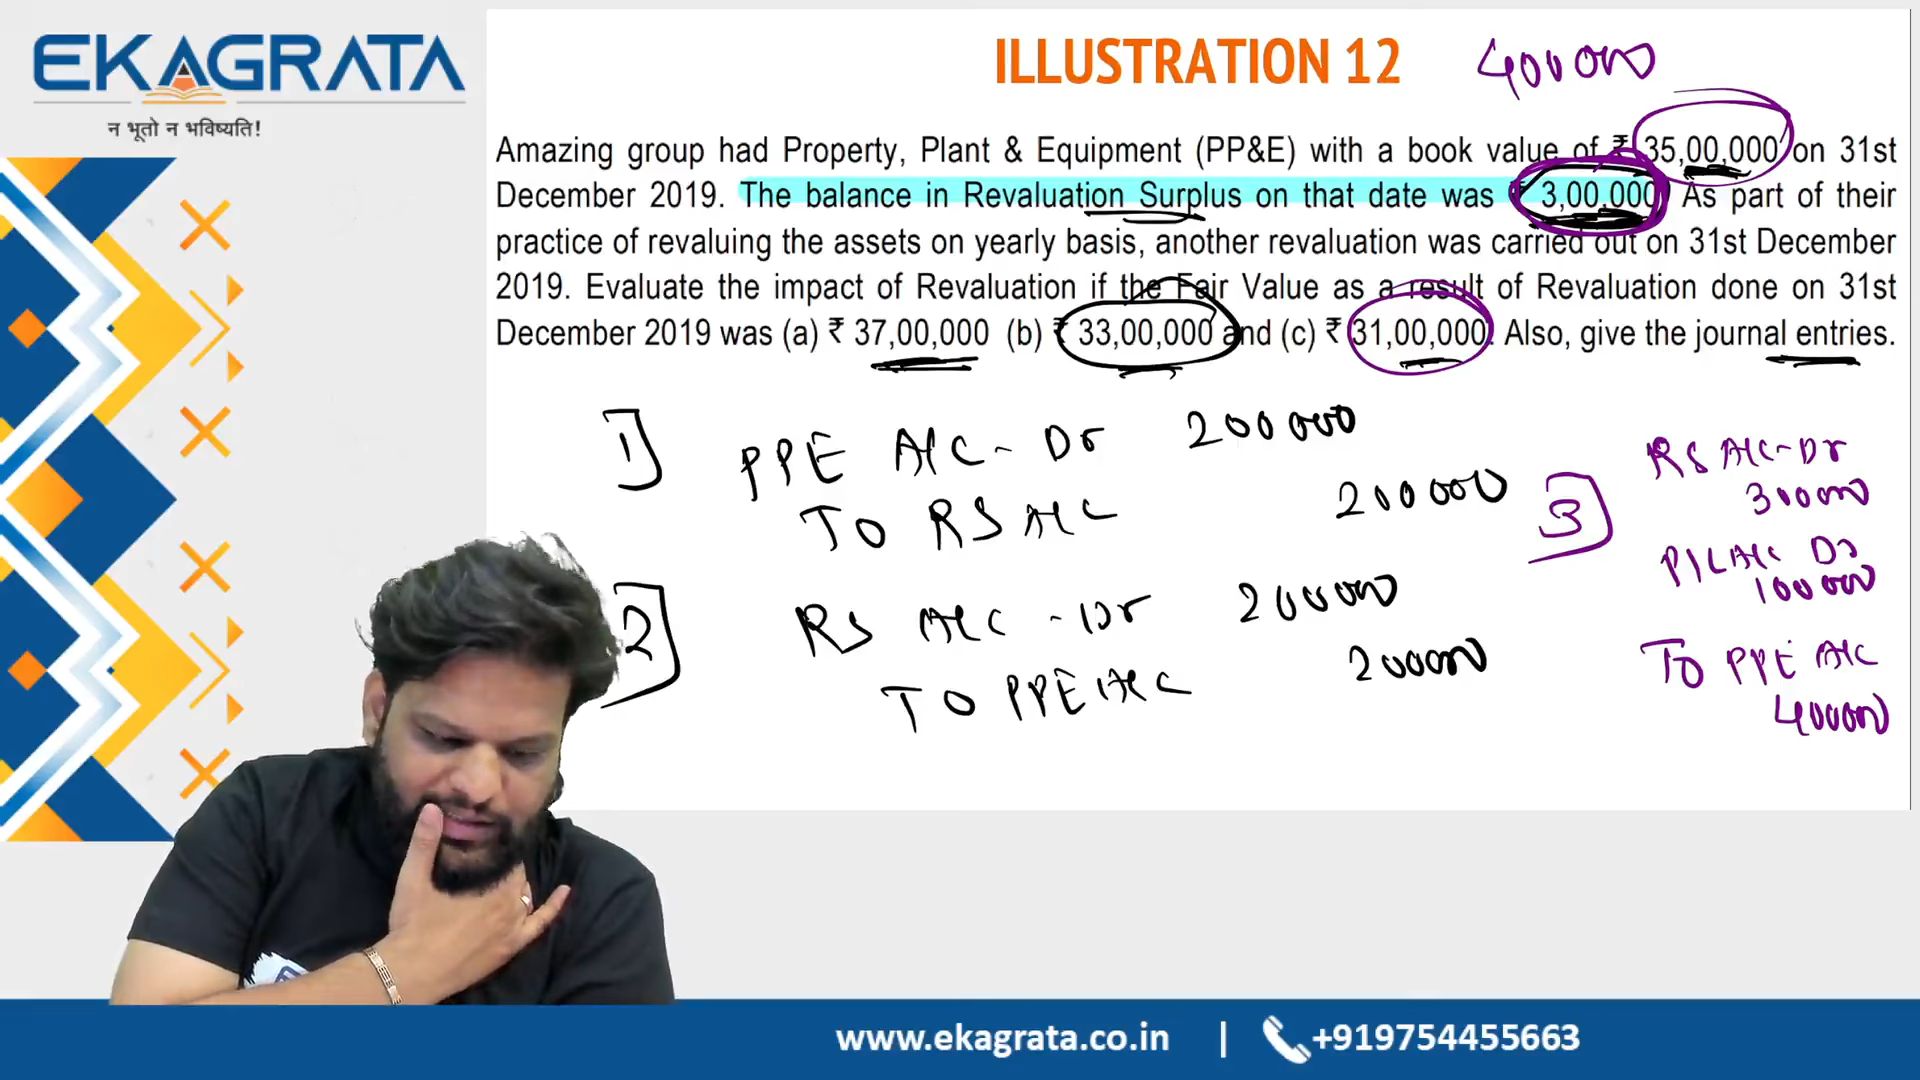 EKAGRATA
न भूतो न भविष्यति!
ILLUSTRATION 12
400000
Amazing group had Property, Plant & Equipment (PP&E) with a book value of ₹ 35,00,000 on 31st
December 2019. The balance in Revaluation Surplus on that date was ₹ 3,00,000 As part of their
practice of revaluing the assets on yearly basis, another revaluation was carried out on 31st December
2019. Evaluate the impact of Revaluation if the Fair Value as a result of Revaluation done on 31st
December 2019 was (a) ₹ 37,00,000 (b) ₹ 33,00,000 and (c) ₹ 31,00,000. Also, give the journal entries.
1] PPE A/C - Dr 200000
TO RS A/C 200000
2] RS A/C - Dr 200000
TO PPE A/C 200000
3] RS A/C - Dr
300000
P/L A/C Dr
100000
TO PPE A/C
400000
www.ekagrata.co.in | +919754455663